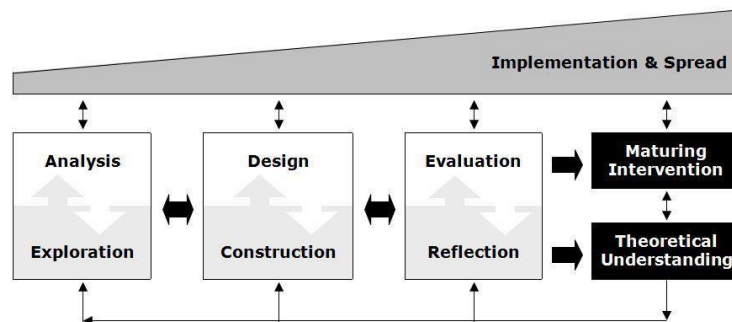 Implementation & Spread
Analysis
Exploration
Design
Construction
Evaluation
Reflection
Maturing
Intervention
Theoretical
Understanding